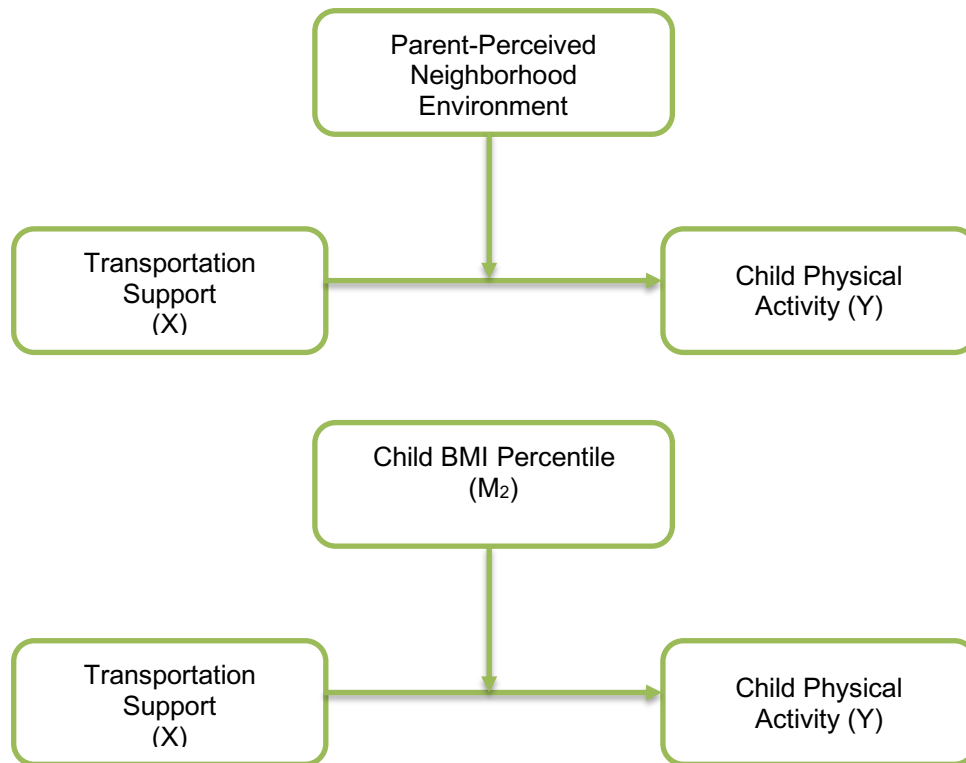 Parent-Perceived
Neighborhood
Environment
Transportation
Support
(X)
Child Physical
Activity (Y)
Child BMI Percentile
(M₂)
Transportation
Support
(X)
Child Physical
Activity (Y)